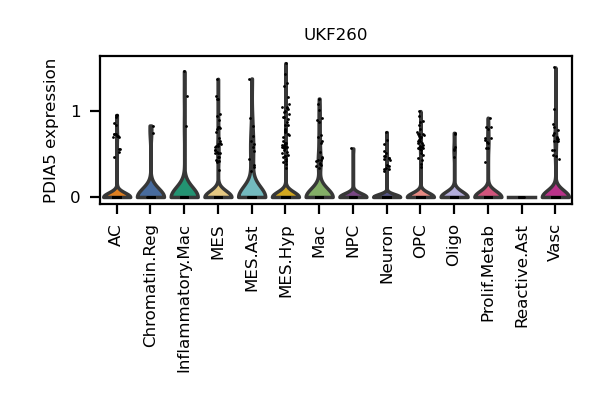 UKF260
PDIA5 expression
1
0
AC
Chromatin.Reg
Inflammatory.Mac
MES
MES.Ast
MES.Hyp
Mac
NPC
Neuron
OPC
Oligo
Prolif.Metab
Reactive.Ast
Vasc